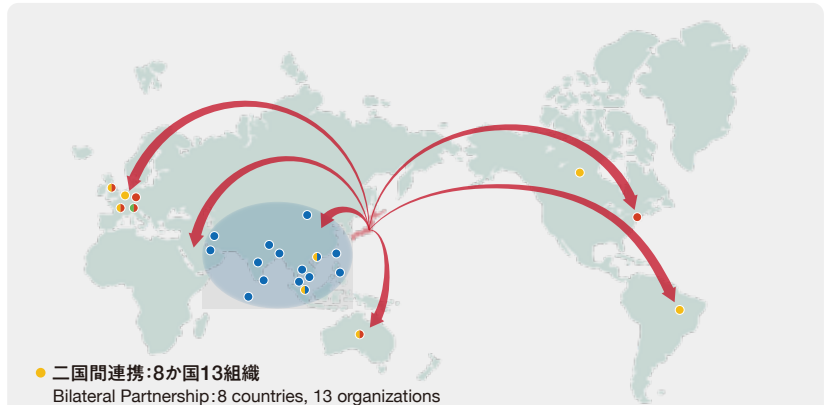 二国間連携:8か国13組織
Bilateral Partnership:8 countries, 13 organizations